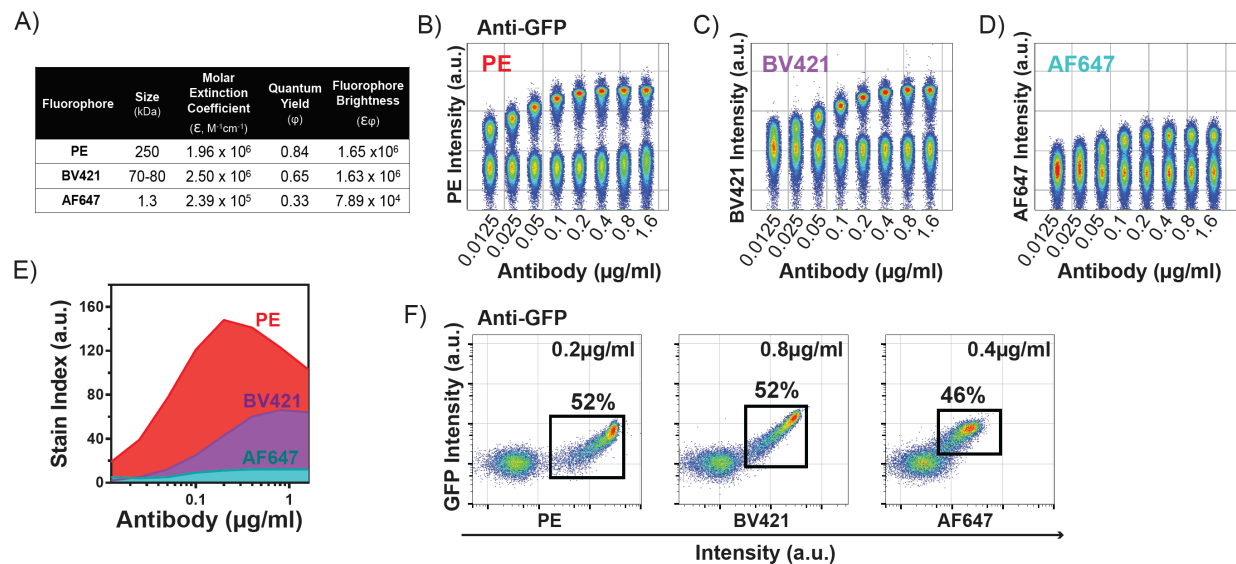 A)
Fluorophore Size (kDa) Molar Extinction Coefficient (ℇ, M⁻¹cm⁻¹) Quantum Yield (φ) Fluorophore Brightness (ℇφ)
PE 250 1.96 x 10⁶ 0.84 1.65 x10⁶
BV421 70-80 2.50 x 10⁶ 0.65 1.63 x 10⁶
AF647 1.3 2.39 x 10⁵ 0.33 7.89 x 10⁴
B) Anti-GFP
PE
PE Intensity (a.u.)
0.0125 0.025 0.05 0.1 0.2 0.4 0.8 1.6
Antibody (µg/ml)
C)
BV421
BV421 Intensity (a.u.)
0.0125 0.025 0.05 0.1 0.2 0.4 0.8 1.6
Antibody (µg/ml)
D)
AF647
AF647 Intensity (a.u.)
0.0125 0.025 0.05 0.1 0.2 0.4 0.8 1.6
Antibody (µg/ml)
E)
Stain Index (a.u.)
160
120
80
40
0
PE
BV421
AF647
0.1 1
Antibody (µg/ml)
F) Anti-GFP
GFP Intensity (a.u.)
0.2µg/ml
52%
PE
0.8µg/ml
52%
BV421
0.4µg/ml
46%
AF647
Intensity (a.u.)